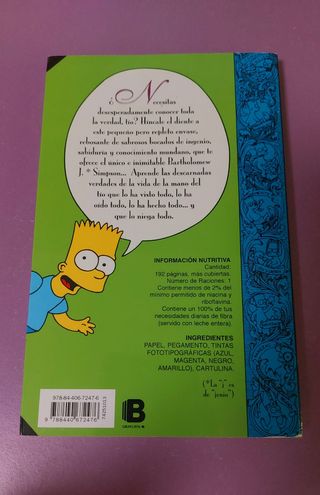 ¿ Necesitas
desesperadamente conocer toda
la verdad, tío? Híncale el diente a
este pequeño pero repleto envase,
rebosante de sabrosos bocados de ingenio,
sabiduría y conocimiento mundano, que te
ofrece el único e inimitable Bartholomew
J. * Simpson... Aprende las descarnadas
verdades de la vida de la mano del
tío que lo ha visto todo, lo ha
oído todo, lo ha hecho todo... y
que lo niega todo.
INFORMACIÓN NUTRITIVA
Cantidad:
192 páginas, más cubiertas.
Número de Raciones: 1
Contiene menos de 2% del
mínimo permitido de niacina y
riboflavina.
Contiene un 100% de tus
necesidades diarias de fibra
(servido con leche entera).
INGREDIENTES
PAPEL, PEGAMENTO, TINTAS
FOTOTIPOGRÁFICAS (AZUL,
MAGENTA, NEGRO,
AMARILLO), CARTULINA.
(*La "j" es
de "jenio")
978-84-406-7247-6
9 788440 672476
B